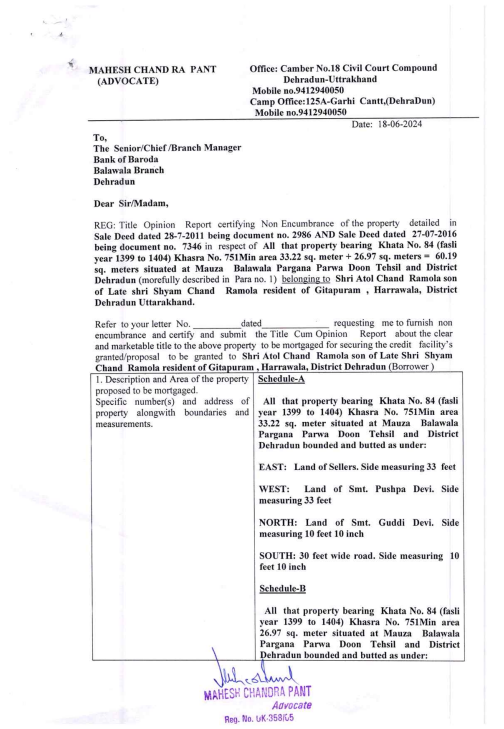 MAHESH CHAND RA PANT
(ADVOCATE)
Office: Camber No.18 Civil Court Compound
Dehradun-Uttrakhand
Mobile no.9412940050
Camp Office:125A-Garhi Cantt,(DehraDun)
Mobile no.9412940050
Date: 18-06-2024
To,
The Senior/Chief /Branch Manager
Bank of Baroda
Balawala Branch
Dehradun
Dear Sir/Madam,
REG: Title Opinion Report certifying Non Encumbrance of the property detailed in
Sale Deed dated 28-7-2011 being document no. 2986 AND Sale Deed dated 27-07-2016
being document no. 7346 in respect of All that property bearing Khata No. 84 (fasli
year 1399 to 1404) Khasra No. 751Min area 33.22 sq. meter + 26.97 sq. meters = 60.19
sq. meters situated at Mauza Balawala Pargana Parwa Doon Tehsil and District
Dehradun (morefully described in Para no. 1) belonging to Shri Atol Chand Ramola son
of Late shri Shyam Chand Ramola resident of Gitapuram , Harrawala, District
Dehradun Uttarakhand.
Refer to your letter No. ________dated__________ requesting me to furnish non
encumbrance and certify and submit the Title Cum Opinion Report about the clear
and marketable title to the above property to be mortgaged for securing the credit facility's
granted/proposal to be granted to Shri Atol Chand Ramola son of Late Shri Shyam
Chand Ramola resident of Gitapuram , Harrawala, District Dehradun (Borrower )
1. Description and Area of the property
proposed to be mortgaged.
Specific number(s) and address of
property alongwith boundaries and
measurements.
Schedule-A
All that property bearing Khata No. 84 (fasli
year 1399 to 1404) Khasra No. 751Min area
33.22 sq. meter situated at Mauza Balawala
Pargana Parwa Doon Tehsil and District
Dehradun bounded and butted as under:
EAST: Land of Sellers. Side measuring 33 feet
WEST: Land of Smt. Pushpa Devi. Side
measuring 33 feet
NORTH: Land of Smt. Guddi Devi. Side
measuring 10 feet 10 inch
SOUTH: 30 feet wide road. Side measuring 10
feet 10 inch
Schedule-B
All that property bearing Khata No. 84 (fasli
year 1399 to 1404) Khasra No. 751Min area
26.97 sq. meter situated at Mauza Balawala
Pargana Parwa Doon Tehsil and District
Dehradun bounded and butted as under:
MAHESH CHANDRA PANT
Advocate
Reg. No. UK-358/05